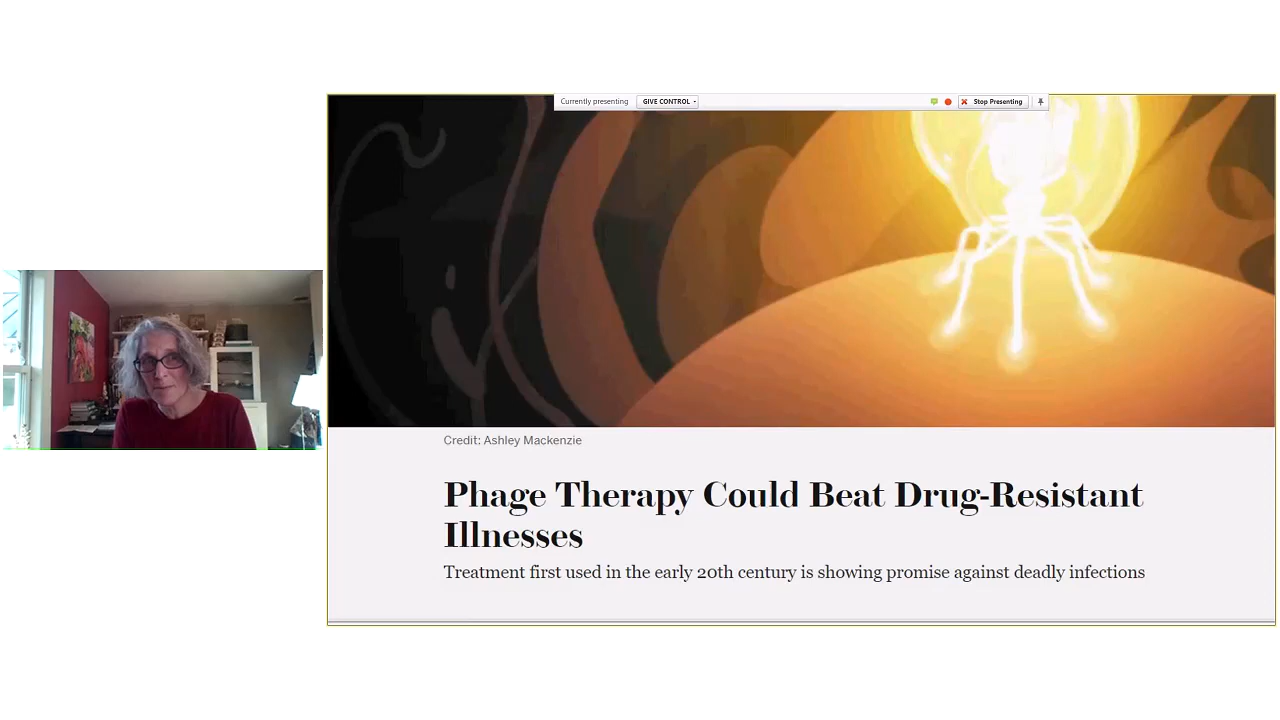 Currently presenting
GIVE CONTROL
Stop Presenting
Credit: Ashley Mackenzie
Phage Therapy Could Beat Drug-Resistant
Illnesses
Treatment first used in the early 20th century is showing promise against deadly infections